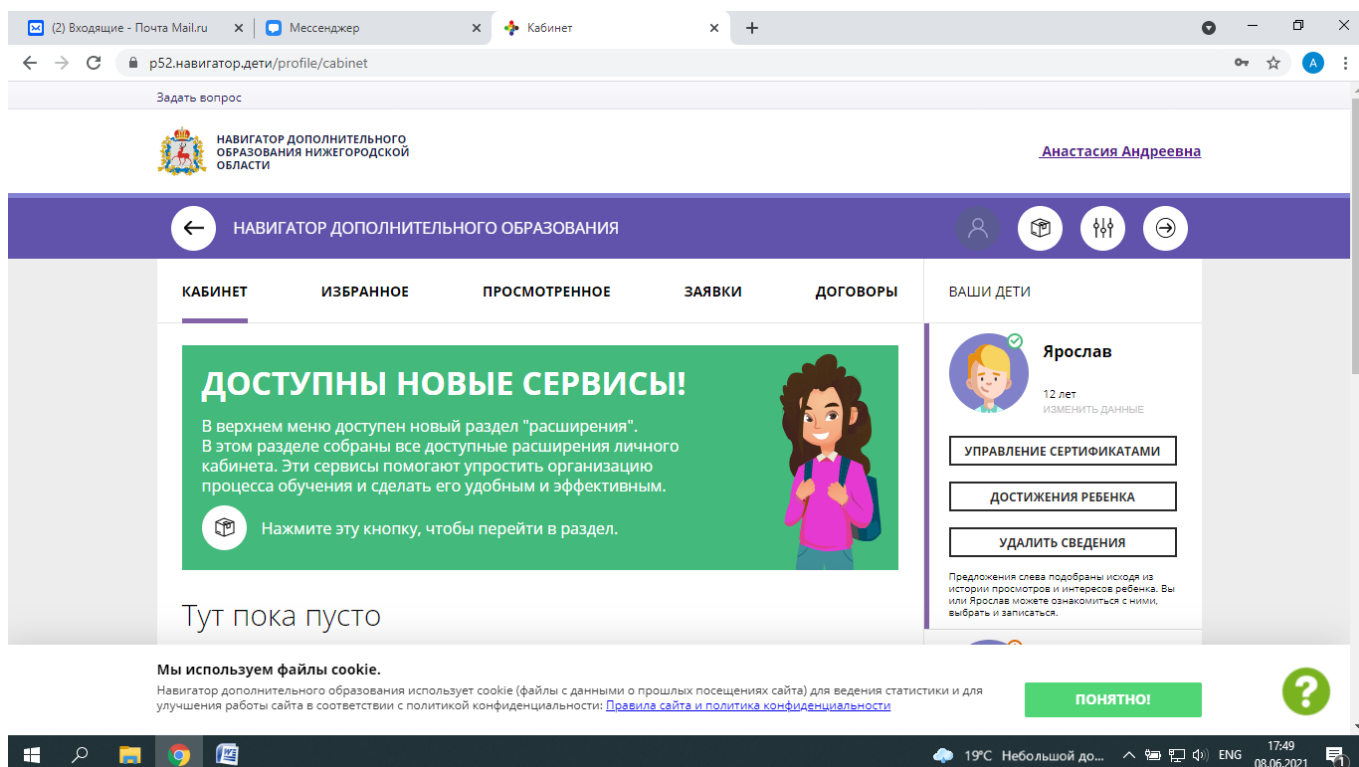 (2) Входящие - Почта Mail.ru
Мессенджер
Кабинет
p52.навигатор.дети/profile/cabinet
A
Задать вопрос
НАВИГАТОР ДОПОЛНИТЕЛЬНОГО
ОБРАЗОВАНИЯ НИЖЕГОРОДСКОЙ
ОБЛАСТИ
Анастасия Андреевна
НАВИГАТОР ДОПОЛНИТЕЛЬНОГО ОБРАЗОВАНИЯ
КАБИНЕТ ИЗБРАННОЕ ПРОСМОТРЕННОЕ ЗАЯВКИ ДОГОВОРЫ
ДОСТУПНЫ НОВЫЕ СЕРВИСЫ!
В верхнем меню доступен новый раздел "расширения".
В этом разделе собраны все доступные расширения личного
кабинета. Эти сервисы помогают упростить организацию
процесса обучения и сделать его удобным и эффективным.
Нажмите эту кнопку, чтобы перейти в раздел.
Тут пока пусто
ВАШИ ДЕТИ
Ярослав
12 лет
ИЗМЕНИТЬ ДАННЫЕ
УПРАВЛЕНИЕ СЕРТИФИКАТАМИ
ДОСТИЖЕНИЯ РЕБЕНКА
УДАЛИТЬ СВЕДЕНИЯ
Предложения слева подобраны исходя из
истории просмотров и интересов ребенка. Вы
или Ярослав можете ознакомиться с ними,
выбрать и записаться.
Мы используем файлы cookie.
Навигатор дополнительного образования использует cookie (файлы с данными о прошлых посещениях сайта) для ведения статистики и для
улучшения работы сайта в соответствии с политикой конфиденциальности: Правила сайта и политика конфиденциальности
ПОНЯТНО!
?
19°C Небольшой до...
ENG
17:49
08.06.2021
1